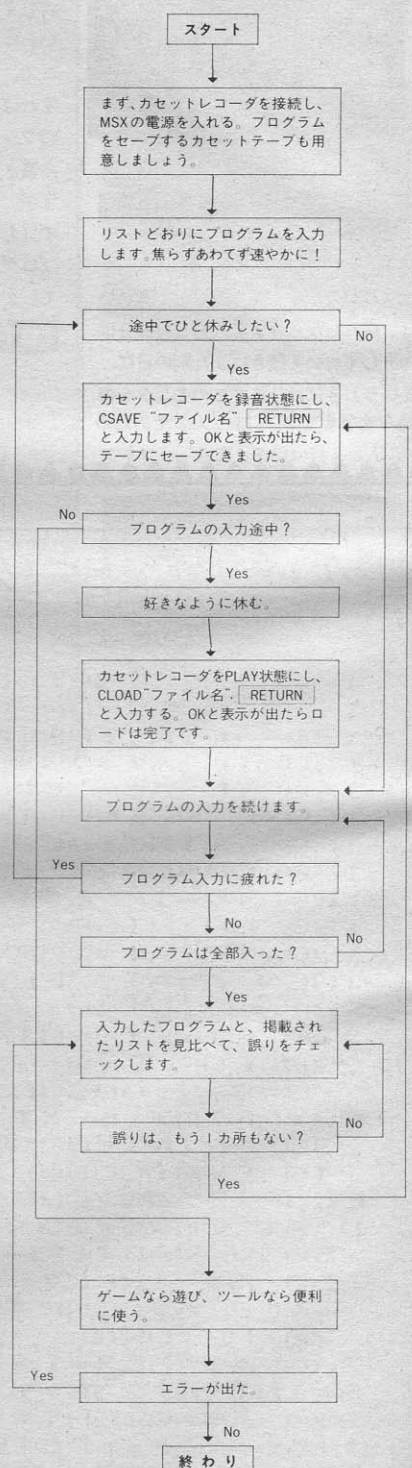 スタート
まず、カセットレコーダを接続し、
MSXの電源を入れる。プログラム
をセーブするカセットテープも用
意しましょう。
リストどおりにプログラムを入力
します。焦らずあわてず速やかに！
途中でひと休みしたい？
No
Yes
カセットレコーダを録音状態にし、
CSAVE “ファイル名” RETURN
と入力します。OKと表示が出たら、
テープにセーブできました。
Yes
No
プログラムの入力途中？
Yes
好きなように休む。
カセットレコーダをPLAY状態にし、
CLOAD“ファイル名”. RETURN
と入力する。OKと表示が出たらロ
ードは完了です。
プログラムの入力を続けます。
Yes
プログラム入力に疲れた？
No
プログラムは全部入った？
No
Yes
入力したプログラムと、掲載され
たリストを見比べて、誤りをチェ
ックします。
誤りは、もう1カ所もない？
No
Yes
ゲームなら遊び、ツールなら便利
に使う。
Yes
エラーが出た。
No
終わり